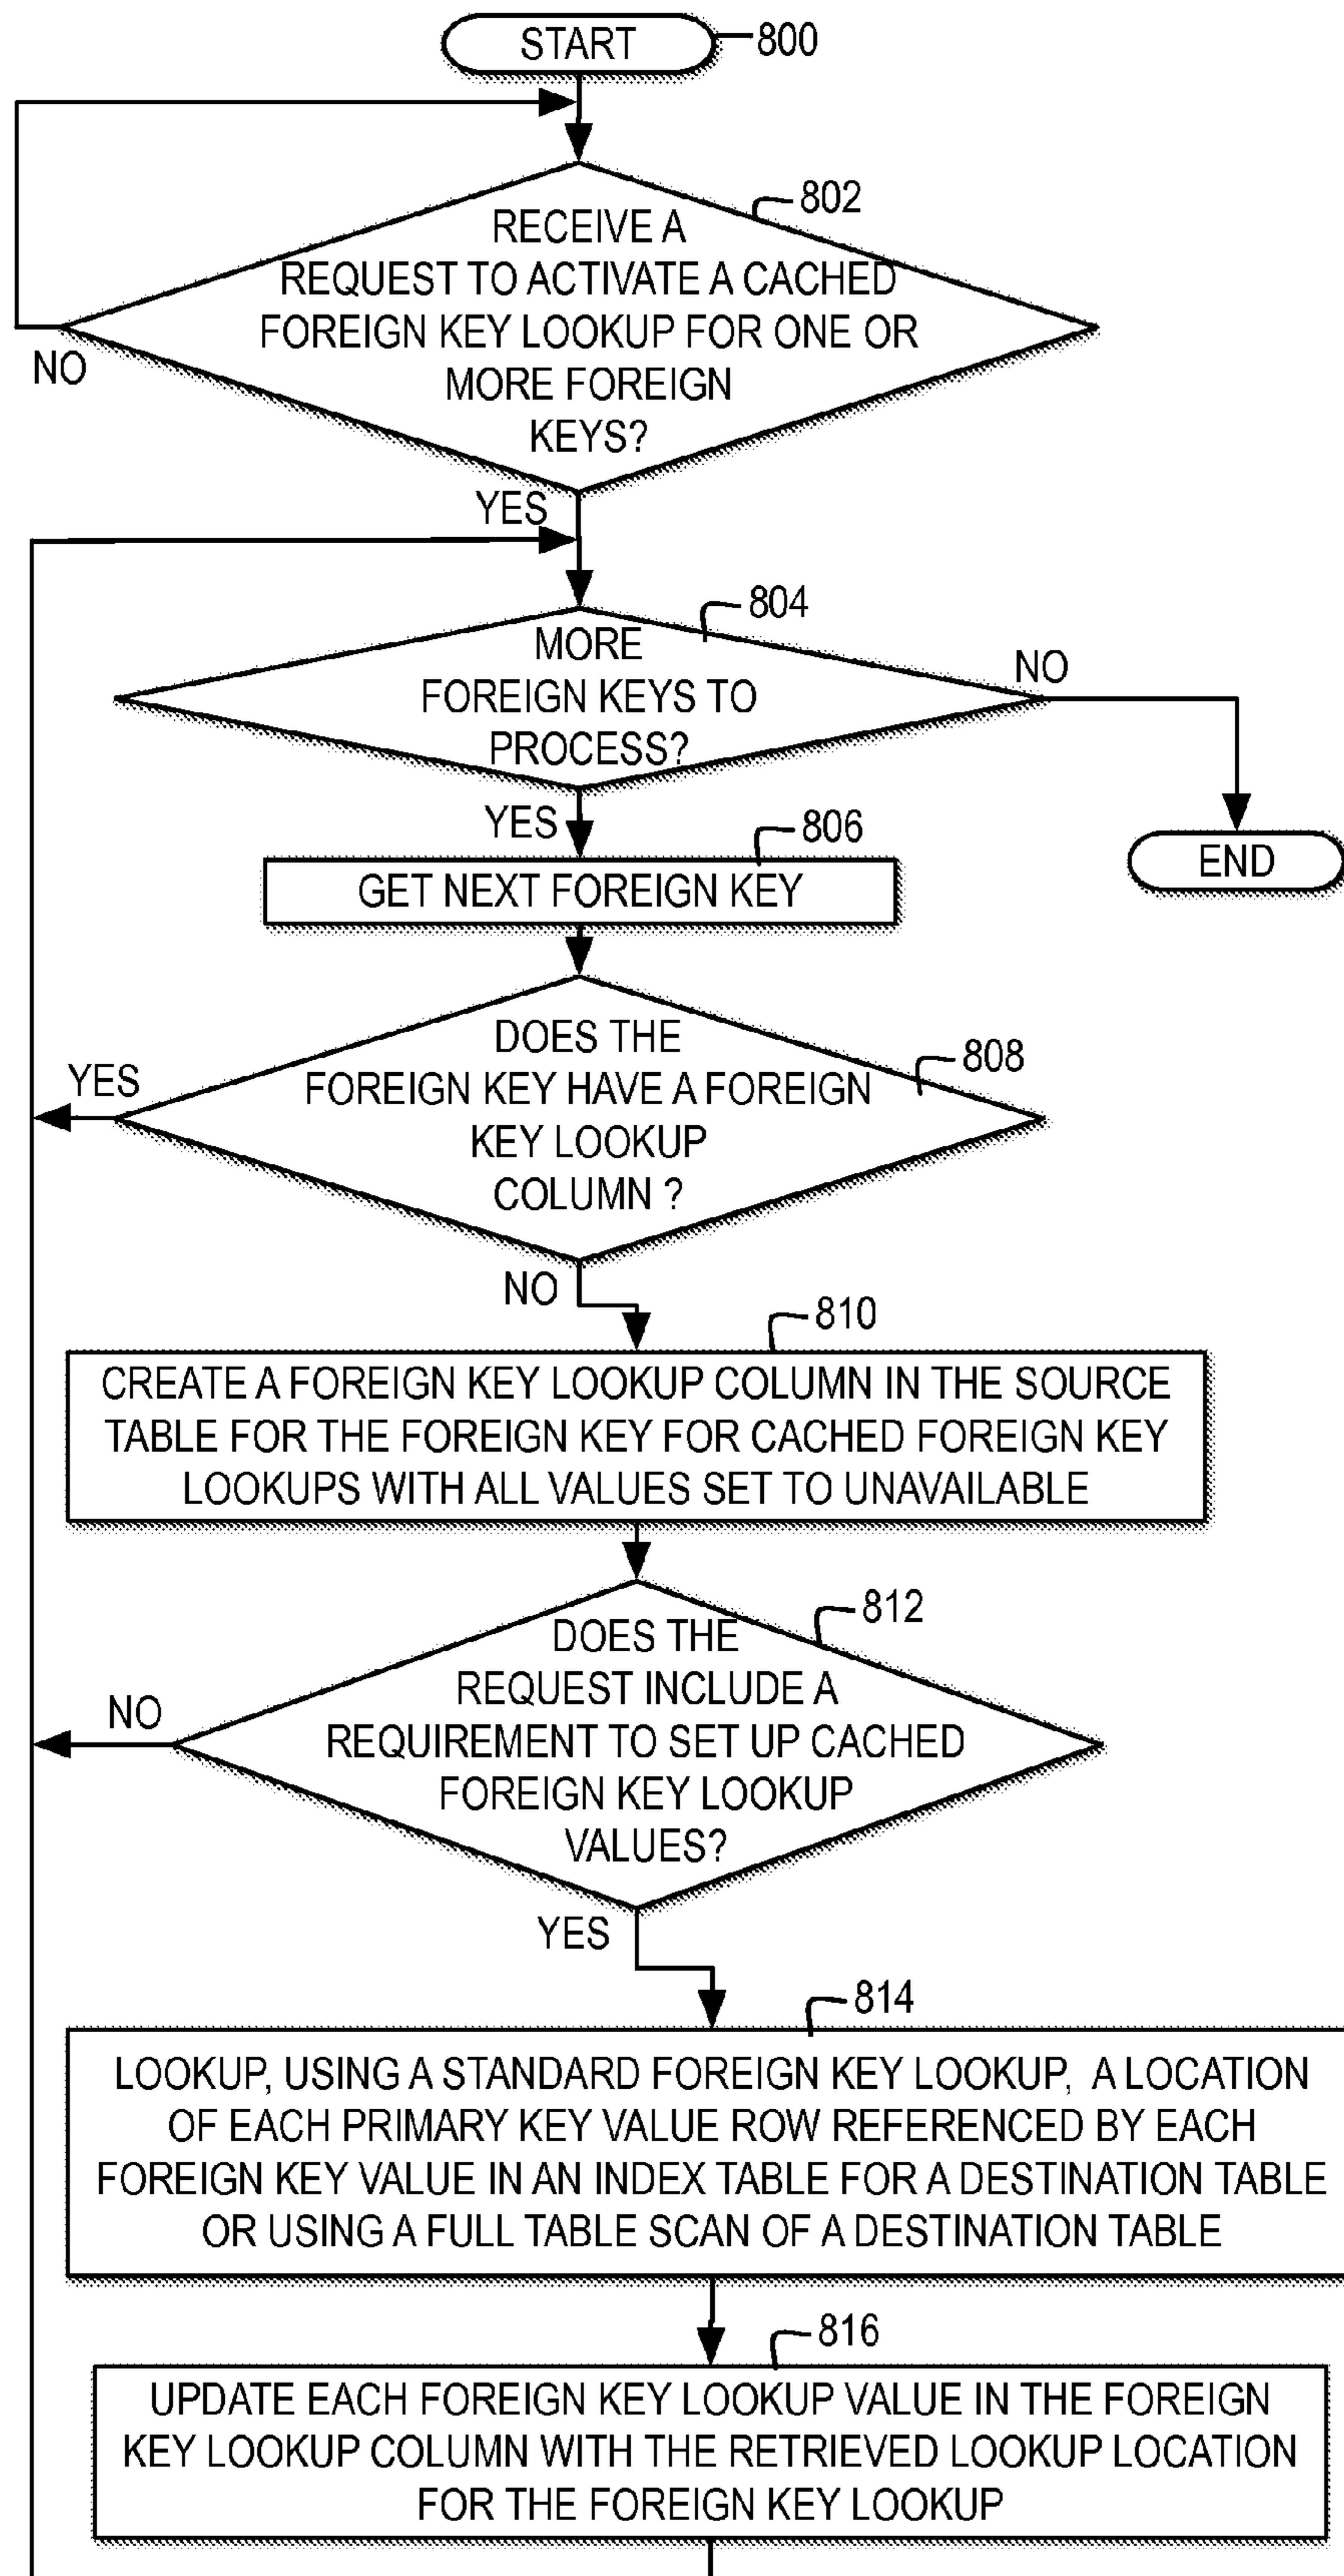 START
800
802
RECEIVE A
REQUEST TO ACTIVATE A CACHED
FOREIGN KEY LOOKUP FOR ONE OR
MORE FOREIGN
KEYS?
NO
YES
804
MORE
FOREIGN KEYS TO
PROCESS?
NO
END
YES
806
GET NEXT FOREIGN KEY
808
DOES THE
FOREIGN KEY HAVE A FOREIGN
KEY LOOKUP
COLUMN ?
YES
NO
810
CREATE A FOREIGN KEY LOOKUP COLUMN IN THE SOURCE
TABLE FOR THE FOREIGN KEY FOR CACHED FOREIGN KEY
LOOKUPS WITH ALL VALUES SET TO UNAVAILABLE
812
DOES THE
REQUEST INCLUDE A
REQUIREMENT TO SET UP CACHED
FOREIGN KEY LOOKUP
VALUES?
NO
YES
814
LOOKUP, USING A STANDARD FOREIGN KEY LOOKUP, A LOCATION
OF EACH PRIMARY KEY VALUE ROW REFERENCED BY EACH
FOREIGN KEY VALUE IN AN INDEX TABLE FOR A DESTINATION TABLE
OR USING A FULL TABLE SCAN OF A DESTINATION TABLE
816
UPDATE EACH FOREIGN KEY LOOKUP VALUE IN THE FOREIGN
KEY LOOKUP COLUMN WITH THE RETRIEVED LOOKUP LOCATION
FOR THE FOREIGN KEY LOOKUP